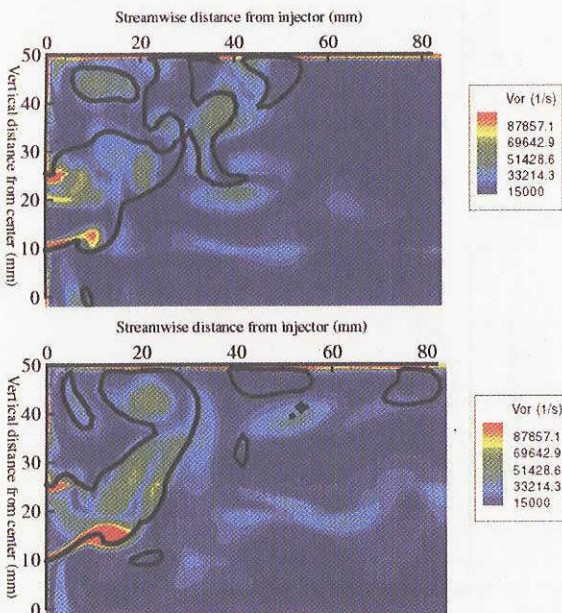 Streamwise distance from injector (mm)
0 20 40 60 80
Vertical distance from center (mm)
50
40
30
20
10
0
Vor (1/s)
87857.1
69642.9
51428.6
33214.3
15000
Streamwise distance from injector (mm)
0 20 40 60 80
Vertical distance from center (mm)
50
40
30
20
10
0
Vor (1/s)
87857.1
69642.9
51428.6
33214.3
15000